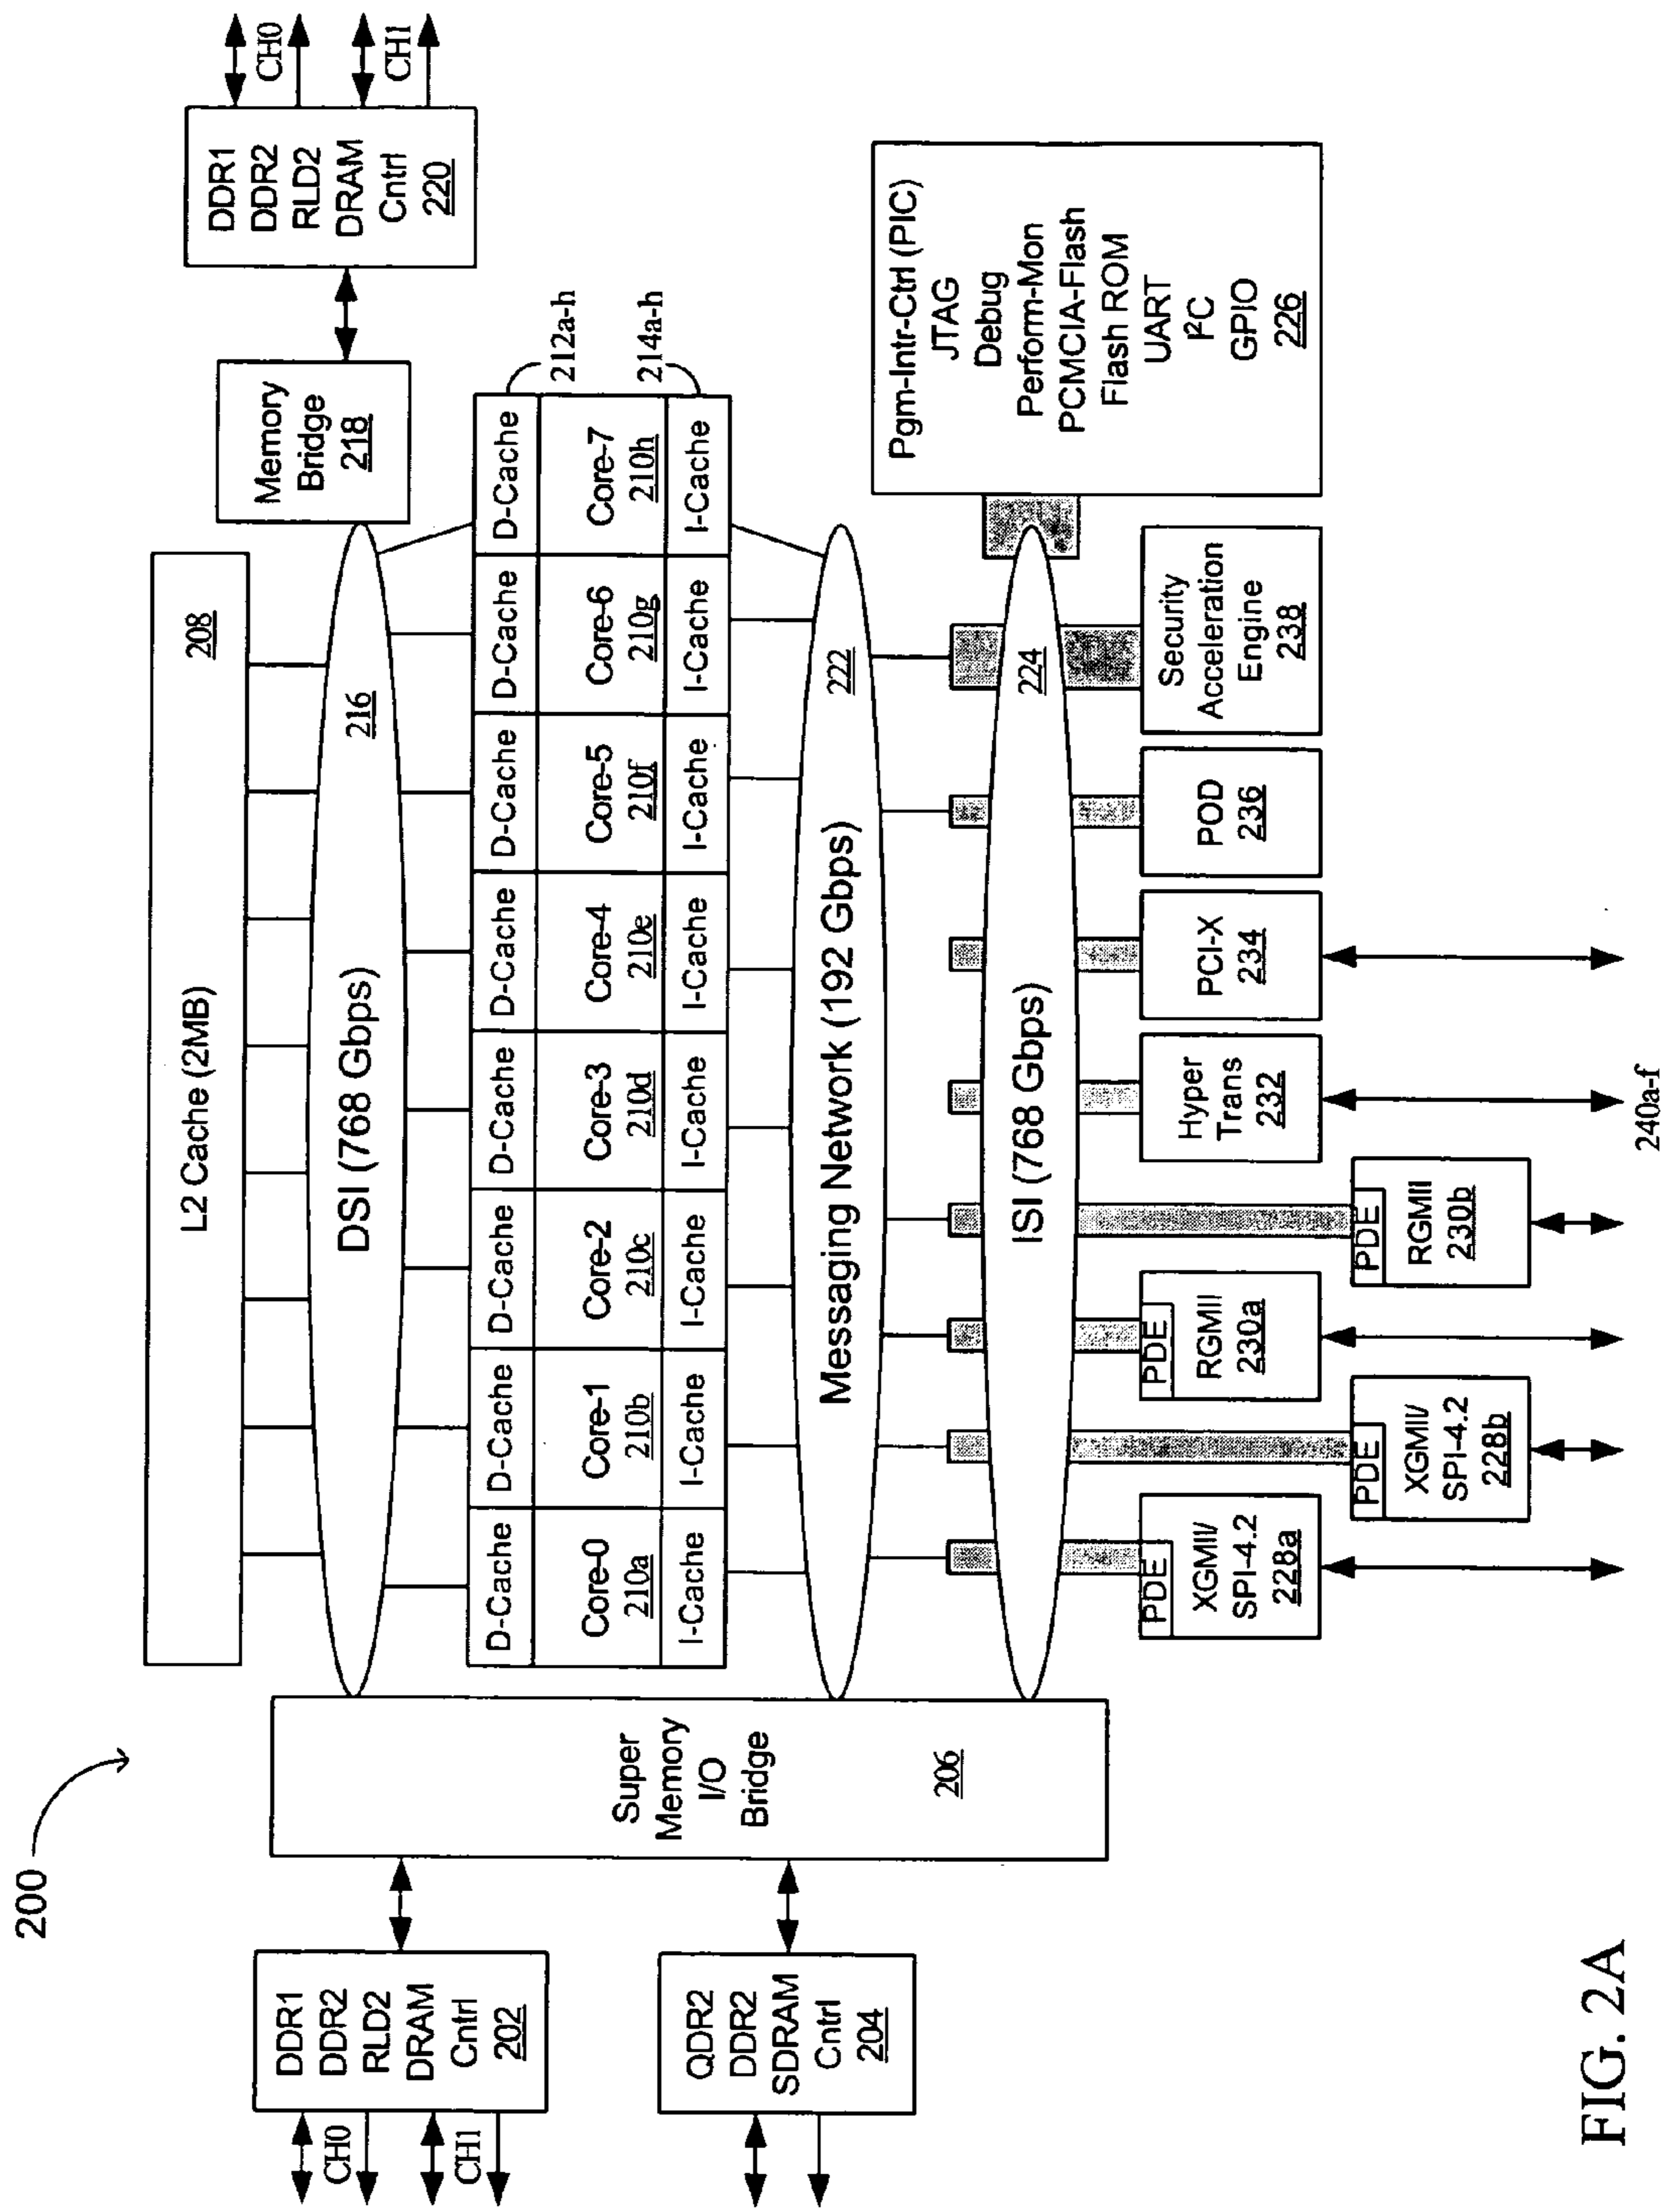 200
DDR1
DDR2
RLD2
DRAM
Cntrl
202
CH0
CH1
QDR2
DDR2
SDRAM
Cntrl
204
Super
Memory
I/O
Bridge
206
L2 Cache (2MB)
208
DSI (768 Gbps)
216
Memory
Bridge
218
DDR1
DDR2
RLD2
DRAM
Cntrl
220
CH0
CH1
D-Cache
D-Cache
D-Cache
D-Cache
D-Cache
D-Cache
D-Cache
D-Cache
212a-h
Core-0
210a
Core-1
210b
Core-2
210c
Core-3
210d
Core-4
210e
Core-5
210f
Core-6
210g
Core-7
210h
I-Cache
I-Cache
I-Cache
I-Cache
I-Cache
I-Cache
I-Cache
I-Cache
214a-h
Messaging Network (192 Gbps)
222
ISI (768 Gbps)
224
Pgm-Intr-Ctrl (PIC)
JTAG
Debug
Perform-Mon
PCMCIA-Flash
Flash ROM
UART
I²C
GPIO
226
PDE
XGMII/
SPI-4.2
228a
PDE
XGMII/
SPI-4.2
228b
PDE
RGMII
230a
PDE
RGMII
230b
Hyper
Trans
232
PCI-X
234
POD
236
Security
Acceleration
Engine
238
240a-f
FIG. 2A